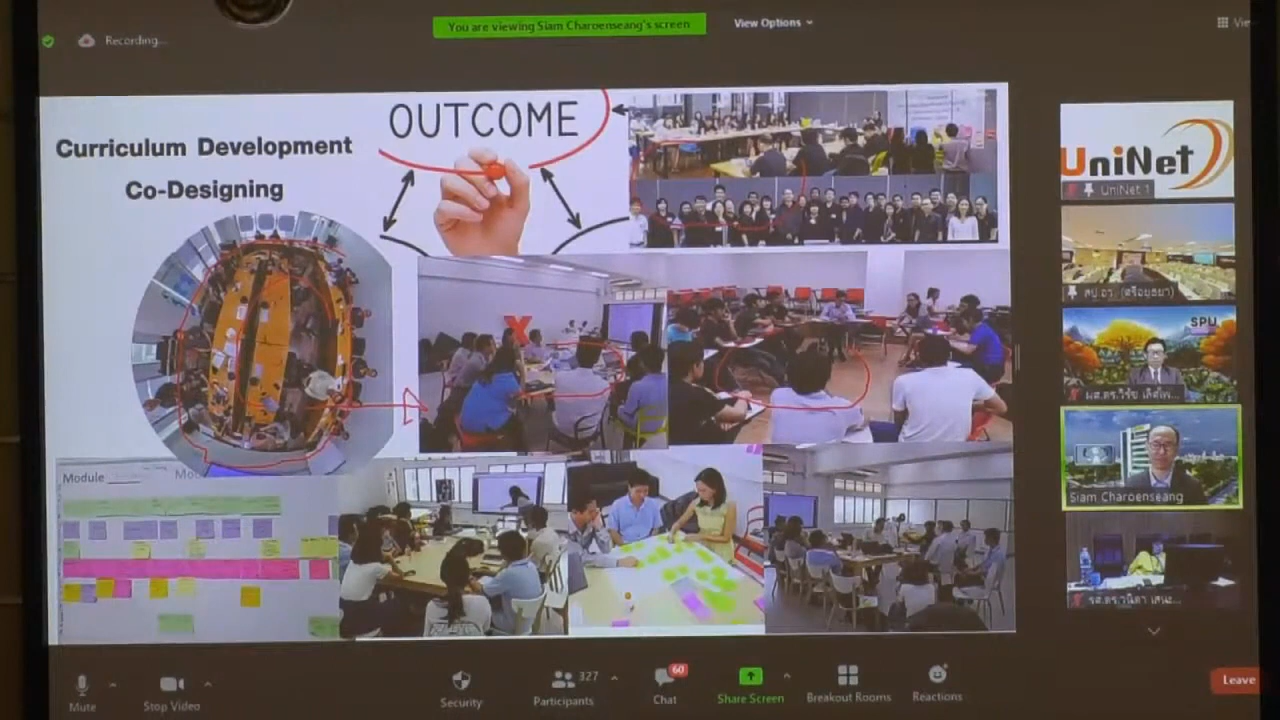 You are viewing Siam Charoenseang's screen
View Options
Recording...
Curriculum Development
Co-Designing
OUTCOME
Module
UniNet
UniNet 1
SPU
Siam Charoenseang
Mute
Stop Video
Security
327
Participants
60
Chat
Share Screen
Breakout Rooms
Reactions
Leave